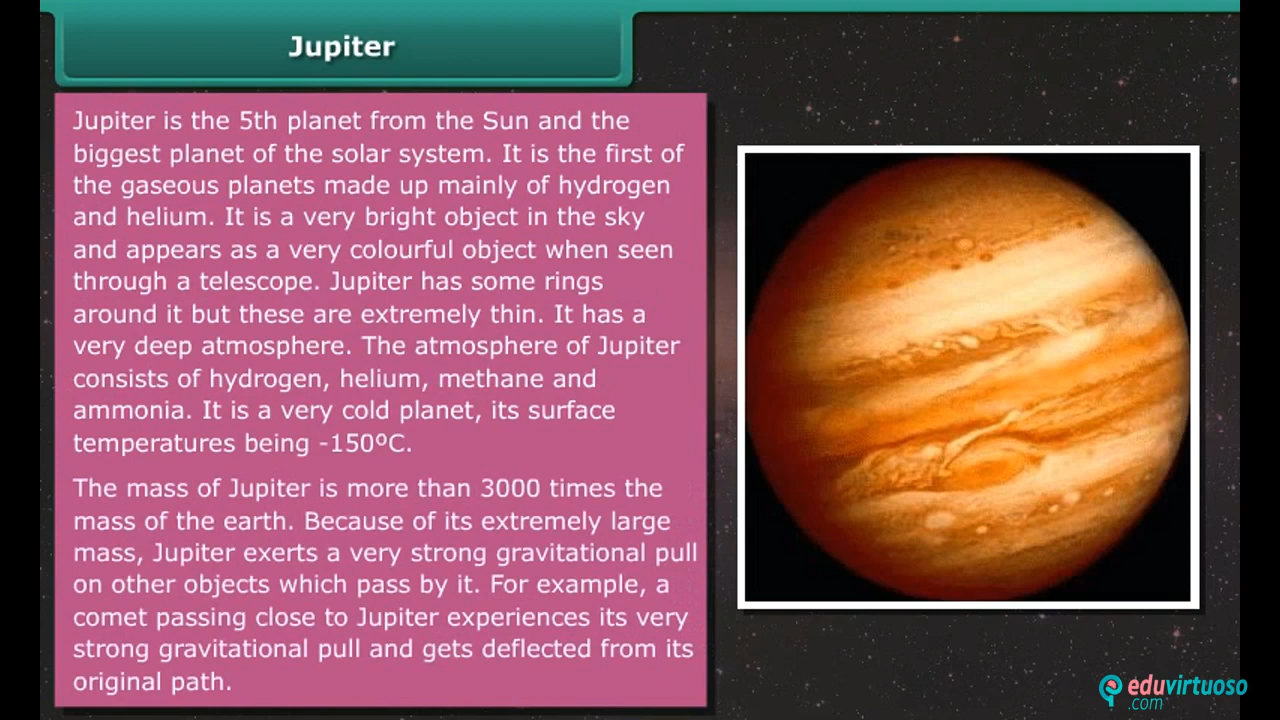 Jupiter
Jupiter is the 5th planet from the Sun and the
biggest planet of the solar system. It is the first of
the gaseous planets made up mainly of hydrogen
and helium. It is a very bright object in the sky
and appears as a very colourful object when seen
through a telescope. Jupiter has some rings
around it but these are extremely thin. It has a
very deep atmosphere. The atmosphere of Jupiter
consists of hydrogen, helium, methane and
ammonia. It is a very cold planet, its surface
temperatures being -150ºC.
The mass of Jupiter is more than 3000 times the
mass of the earth. Because of its extremely large
mass, Jupiter exerts a very strong gravitational pull
on other objects which pass by it. For example, a
comet passing close to Jupiter experiences its very
strong gravitational pull and gets deflected from its
original path.
eduvirtuoso
.com